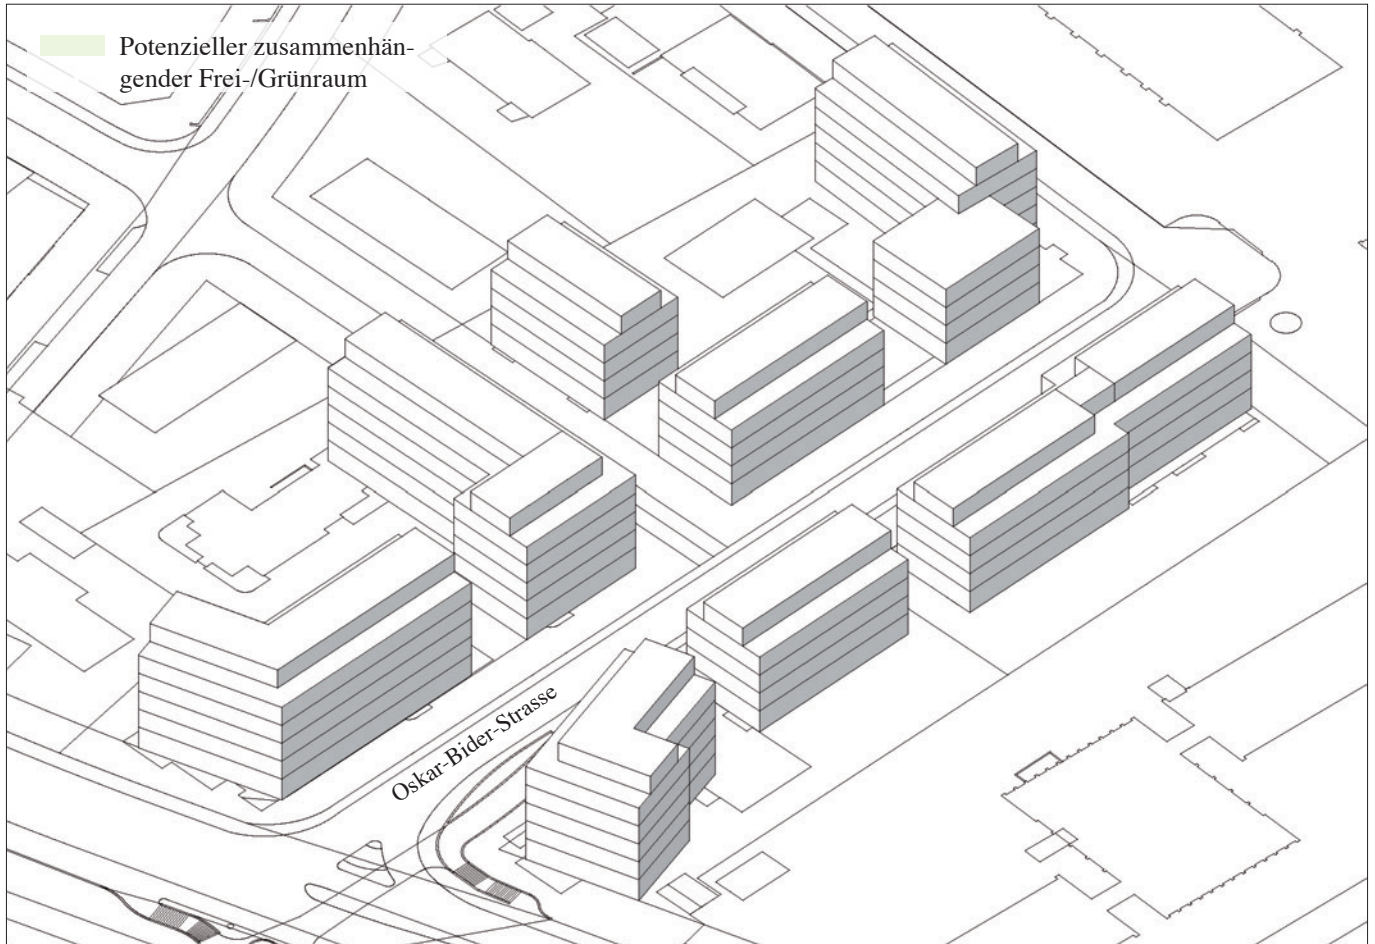 Potenzieller zusammenhän-
gender Frei-/Grünraum
Oskar-Bider-Strasse